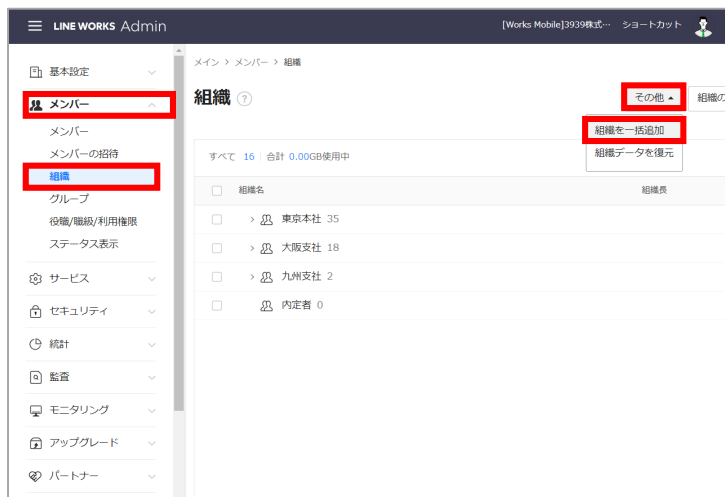 LINE WORKS Admin
[Works Mobile]3939株式… ショートカット
基本設定
メンバー
メンバー
メンバーの招待
組織
グループ
役職/職級/利用権限
ステータス表示
サービス
セキュリティ
統計
監査
モニタリング
アップグレード
パートナー
メイン > メンバー > 組織
組織 ?
その他 組織の
組織を一括追加
組織データを復元
すべて 16 | 合計 0.00GB使用中
組織名 組織長
東京本社 35
大阪支社 18
九州支社 2
内定者 0